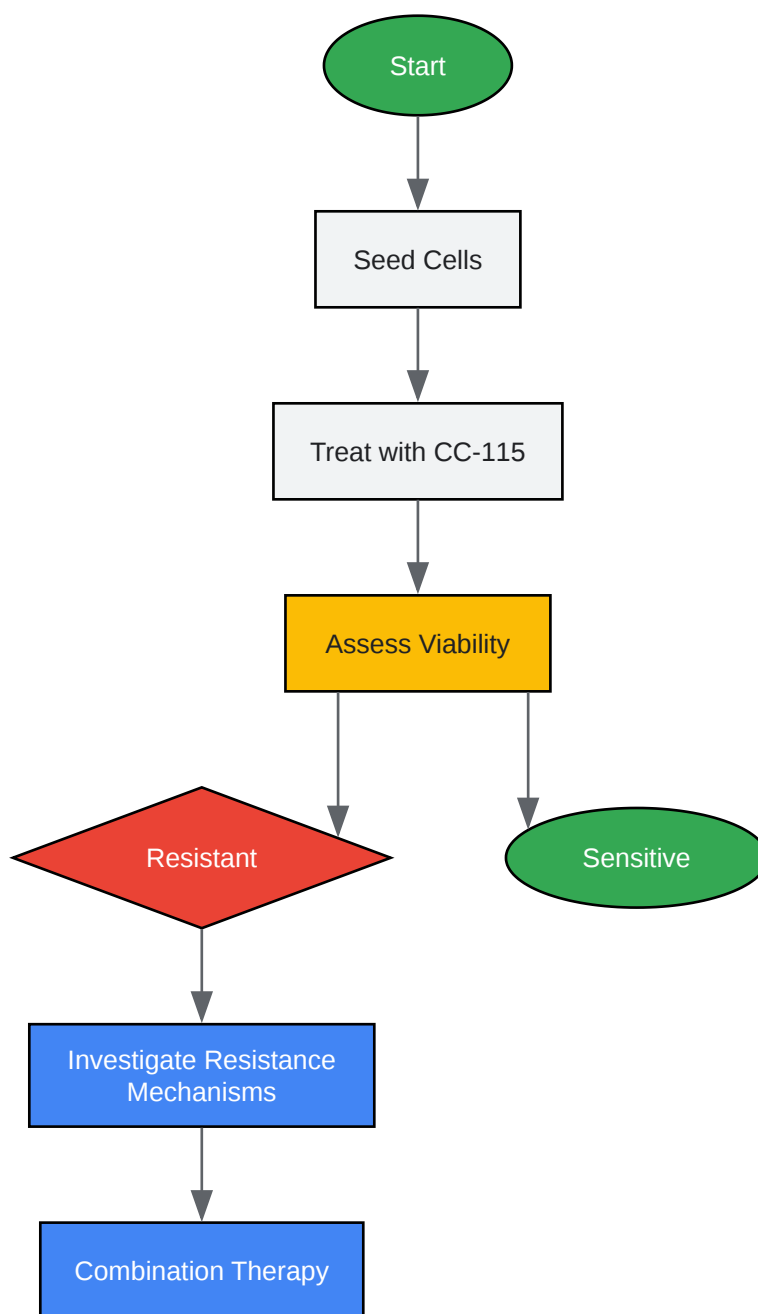 Start
Seed Cells
Treat with CC-115
Assess Viability
Resistant
Sensitive
Investigate Resistance
Mechanisms
Combination Therapy